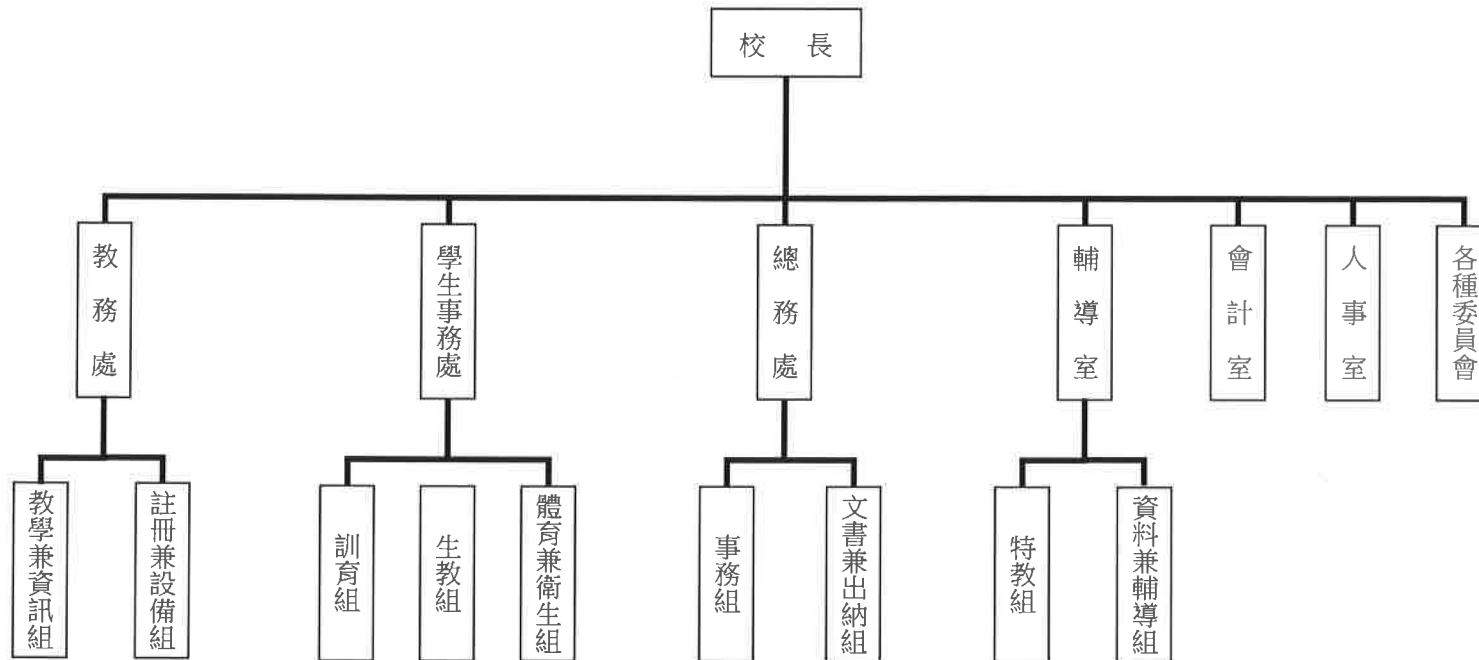 校長
教務處
學生事務處
總務處
輔導室
會計室
人事室
各種委員會
教學兼資訊組
註冊兼設備組
訓育組
生教組
體育兼衛生組
事務組
文書兼出納組
特教組
資料兼輔導組